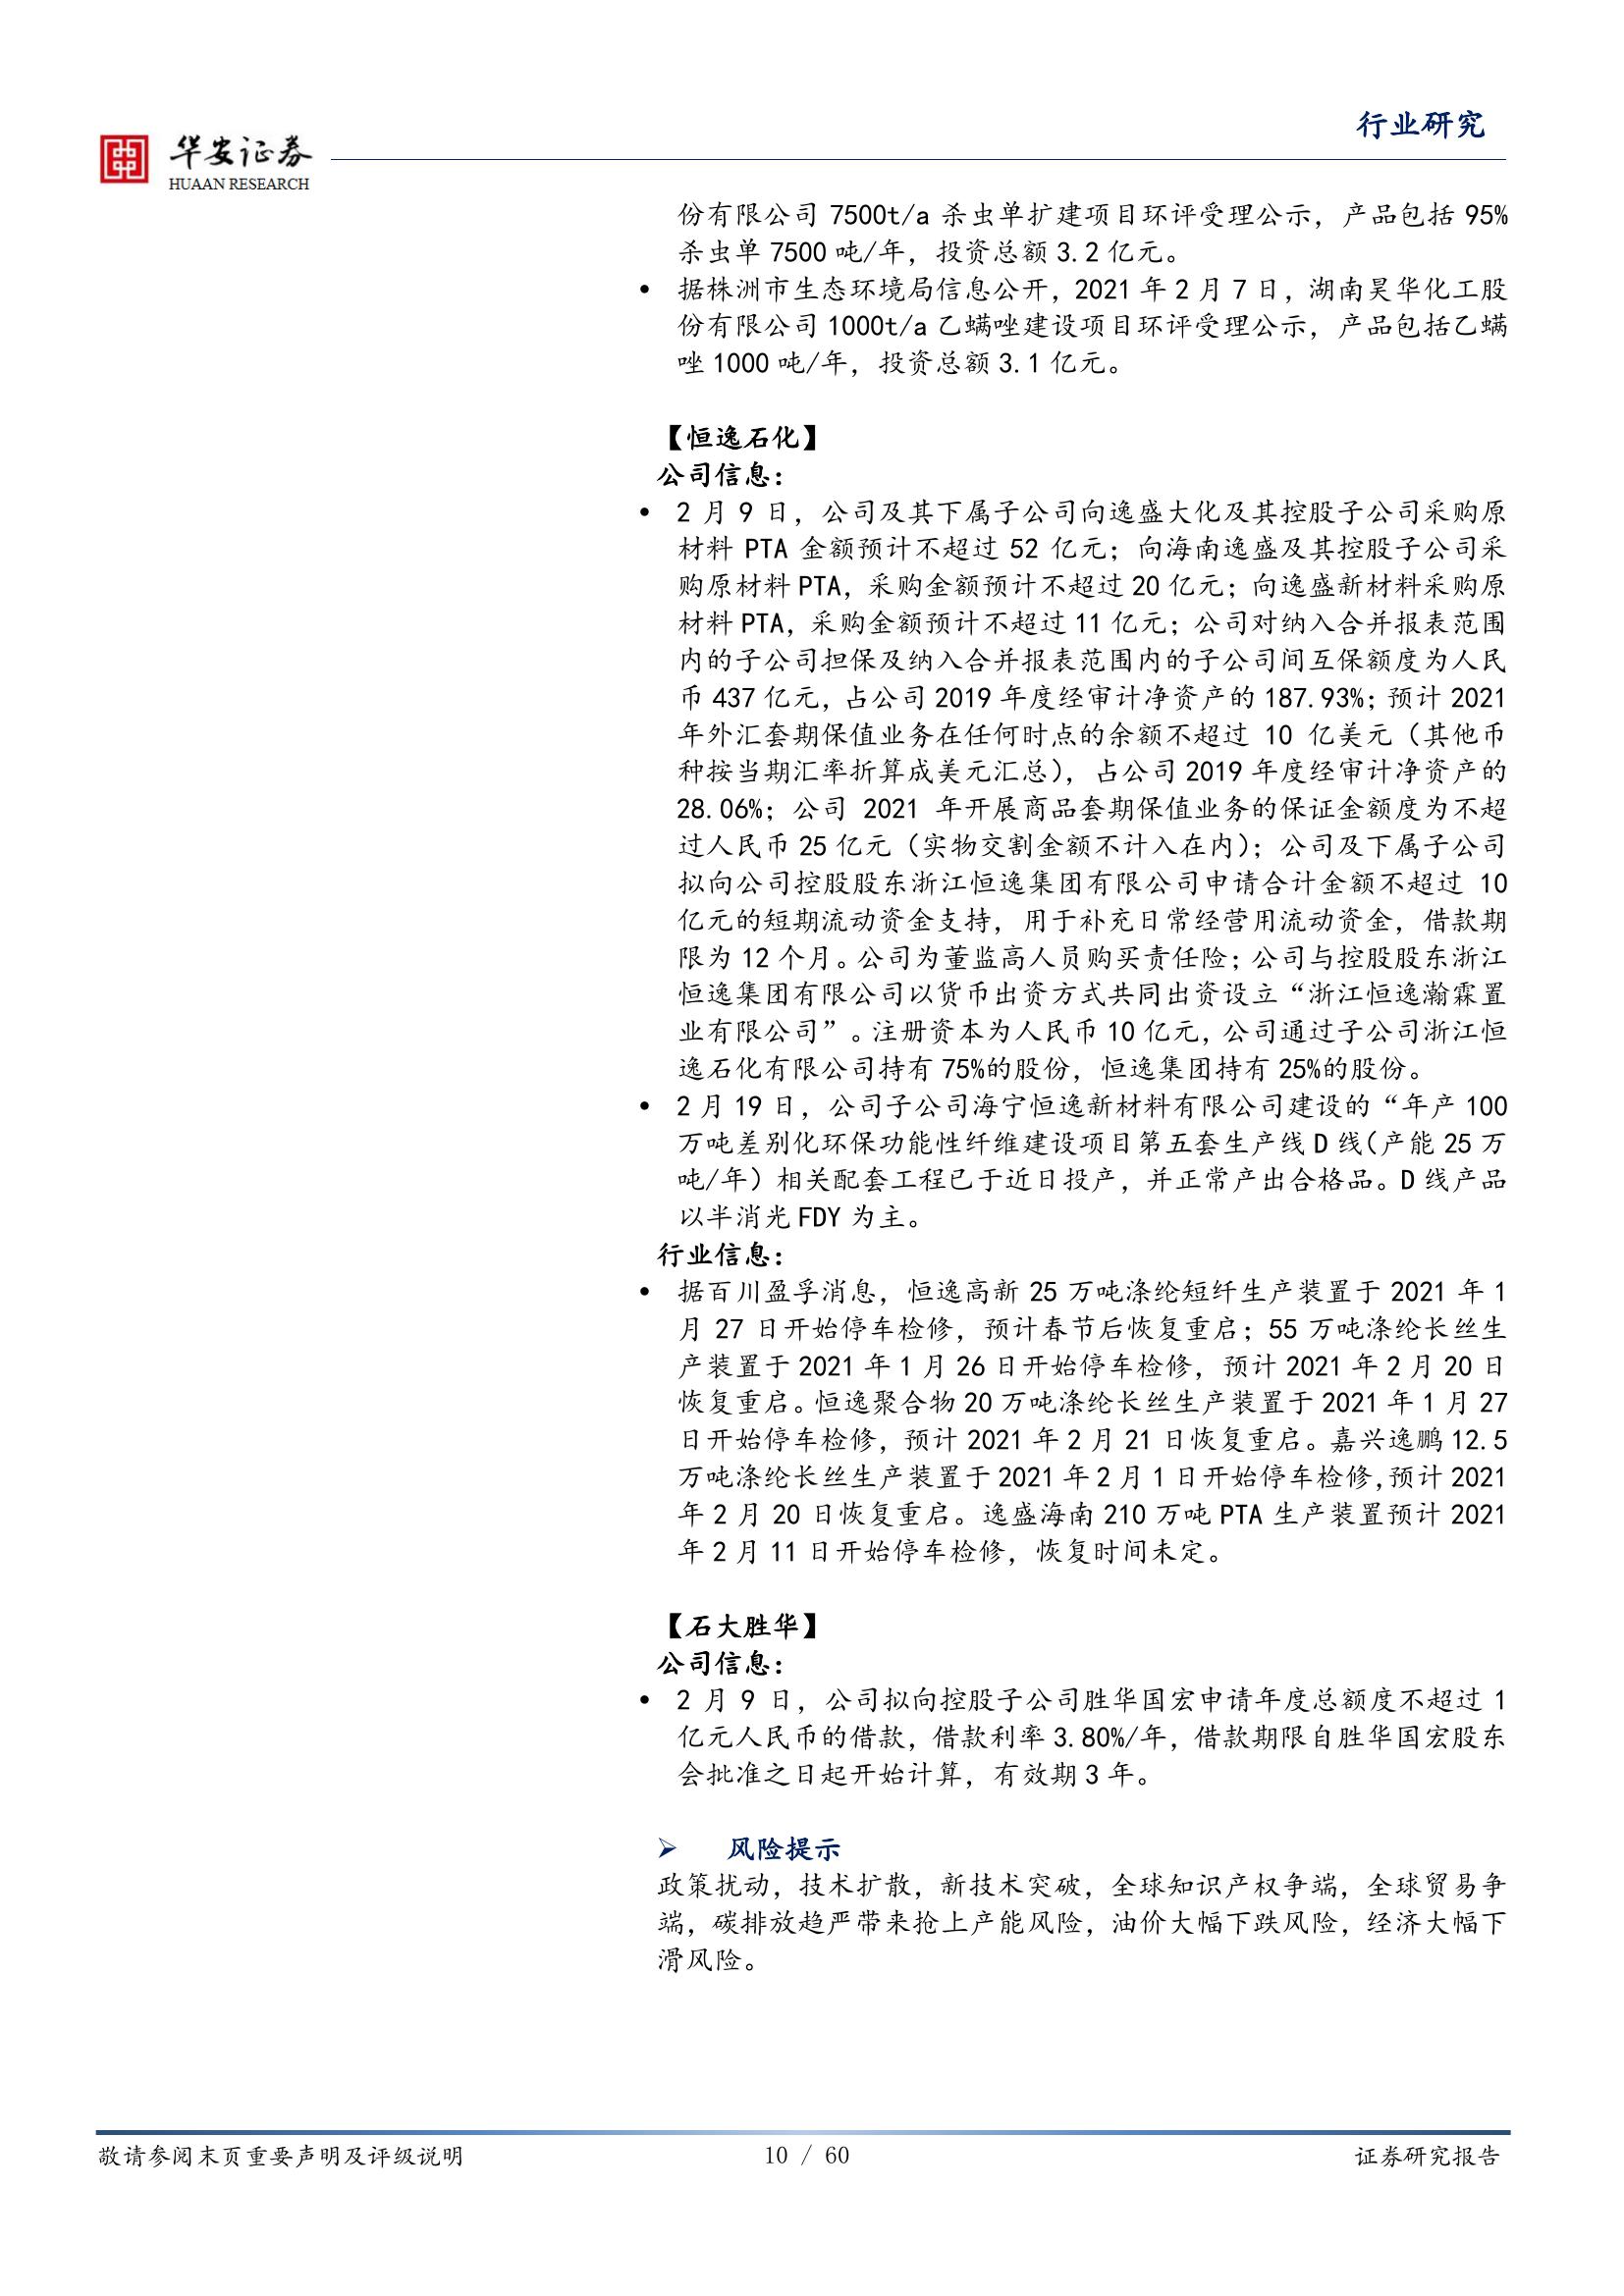 行业研究
华安证券
HUAAN RESEARCH
份有限公司 7500t/a 杀虫单扩建项目环评受理公示，产品包括 95%
杀虫单 7500 吨/年，投资总额 3.2 亿元。
• 据株洲市生态环境局信息公开，2021 年 2 月 7 日，湖南昊华化工股
份有限公司 1000t/a 乙螨唑建设项目环评受理公示，产品包括乙螨
唑 1000 吨/年，投资总额 3.1 亿元。
【恒逸石化】
公司信息：
• 2 月 9 日，公司及其下属子公司向逸盛大化及其控股子公司采购原
材料 PTA 金额预计不超过 52 亿元；向海南逸盛及其控股子公司采
购原材料 PTA，采购金额预计不超过 20 亿元；向逸盛新材料采购原
材料 PTA，采购金额预计不超过 11 亿元；公司对纳入合并报表范围
内的子公司担保及纳入合并报表范围内的子公司间互保额度为人民
币 437 亿元，占公司 2019 年度经审计净资产的 187.93%；预计 2021
年外汇套期保值业务在任何时点的余额不超过 10 亿美元（其他币
种按当期汇率折算成美元汇总），占公司 2019 年度经审计净资产的
28.06%；公司 2021 年开展商品套期保值业务的保证金额度为不超
过人民币 25 亿元（实物交割金额不计入在内）；公司及下属子公司
拟向公司控股股东浙江恒逸集团有限公司申请合计金额不超过 10
亿元的短期流动资金支持，用于补充日常经营用流动资金，借款期
限为 12 个月。公司为董监高人员购买责任险；公司与控股股东浙江
恒逸集团有限公司以货币出资方式共同出资设立“浙江恒逸瀚霖置
业有限公司”。注册资本为人民币 10 亿元，公司通过子公司浙江恒
逸石化有限公司持有 75%的股份，恒逸集团持有 25%的股份。
• 2 月 19 日，公司子公司海宁恒逸新材料有限公司建设的“年产 100
万吨差别化环保功能性纤维建设项目第五套生产线 D 线（产能 25 万
吨/年）相关配套工程已于近日投产，并正常产出合格品。D 线产品
以半消光 FDY 为主。
行业信息：
• 据百川盈孚消息，恒逸高新 25 万吨涤纶短纤生产装置于 2021 年 1
月 27 日开始停车检修，预计春节后恢复重启；55 万吨涤纶长丝生
产装置于 2021 年 1 月 26 日开始停车检修，预计 2021 年 2 月 20 日
恢复重启。恒逸聚合物 20 万吨涤纶长丝生产装置于 2021 年 1 月 27
日开始停车检修，预计 2021 年 2 月 21 日恢复重启。嘉兴逸鹏 12.5
万吨涤纶长丝生产装置于 2021 年 2 月 1 日开始停车检修，预计 2021
年 2 月 20 日恢复重启。逸盛海南 210 万吨 PTA 生产装置预计 2021
年 2 月 11 日开始停车检修，恢复时间未定。
【石大胜华】
公司信息：
• 2 月 9 日，公司拟向控股子公司胜华国宏申请年度总额度不超过 1
亿元人民币的借款，借款利率 3.80%/年，借款期限自胜华国宏股东
会批准之日起开始计算，有效期 3 年。
➢ 风险提示
政策扰动，技术扩散，新技术突破，全球知识产权争端，全球贸易争
端，碳排放趋严带来抢上产能风险，油价大幅下跌风险，经济大幅下
滑风险。
敬请参阅末页重要声明及评级说明
10 / 60
证券研究报告